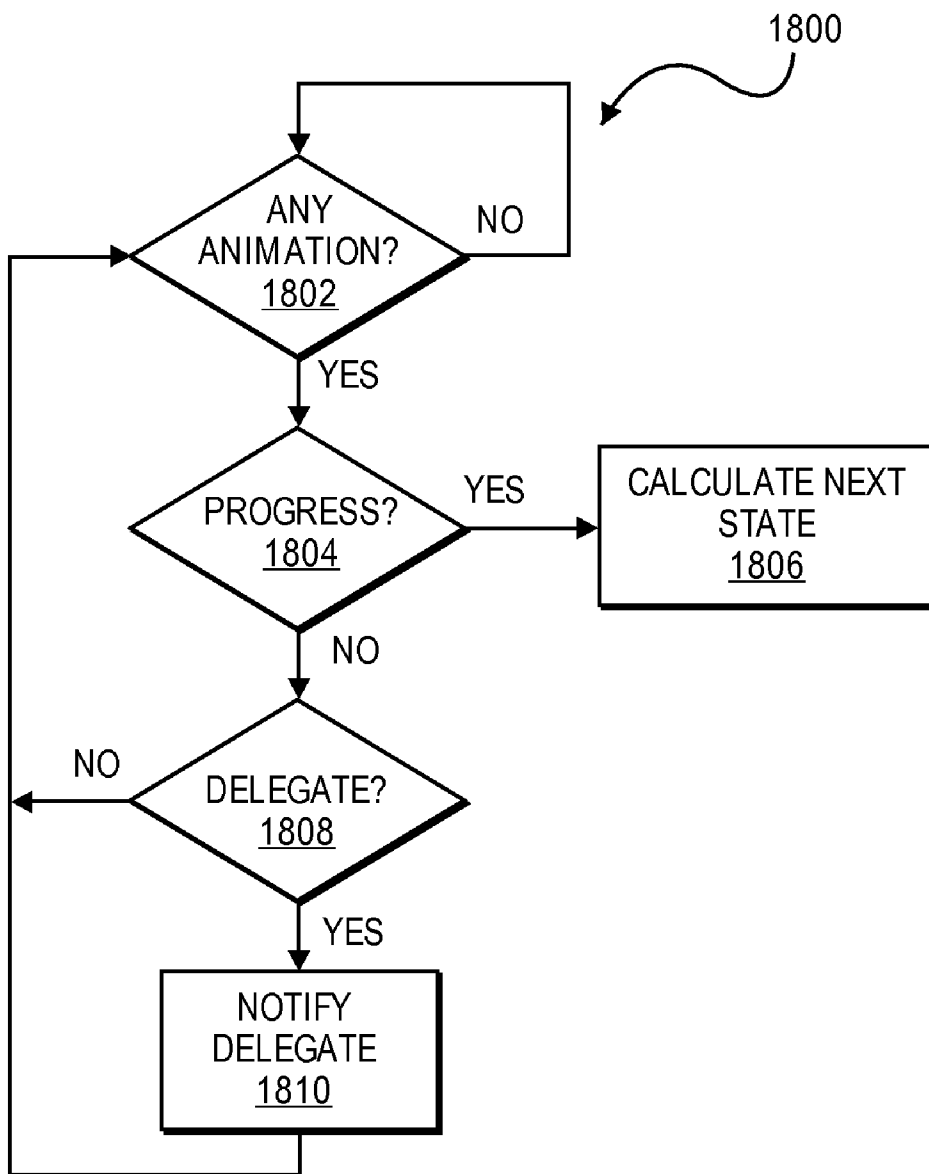 1800
ANY
ANIMATION?
1802
NO
YES
PROGRESS?
1804
YES
CALCULATE NEXT
STATE
1806
NO
DELEGATE?
1808
NO
YES
NOTIFY
DELEGATE
1810